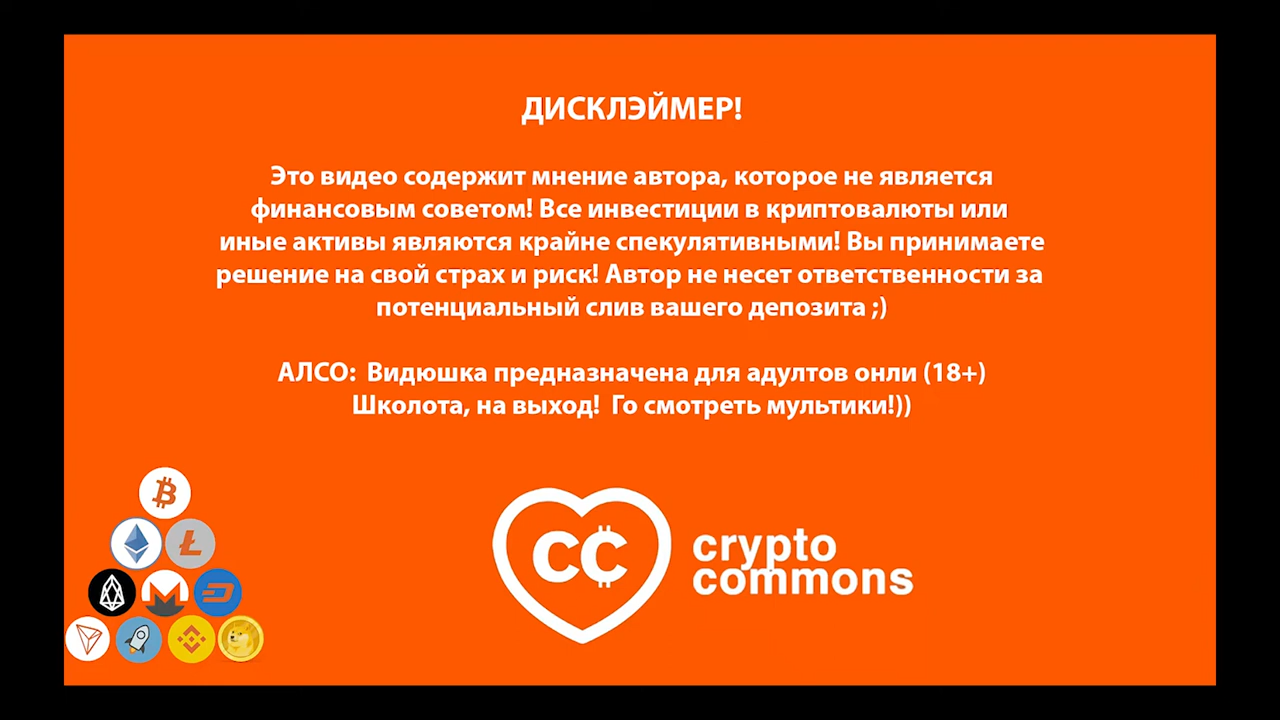 ДИСКЛЭЙМЕР!
Это видео содержит мнение автора, которое не является
финансовым советом! Все инвестиции в криптовалюты или
иные активы являются крайне спекулятивными! Вы принимаете
решение на свой страх и риск! Автор не несет ответственности за
потенциальный слив вашего депозита ;)
АЛСО:  Видюшка предназначена для адултов онли (18+)
Школота, на выход!  Го смотреть мультики!))
CC
crypto
commons